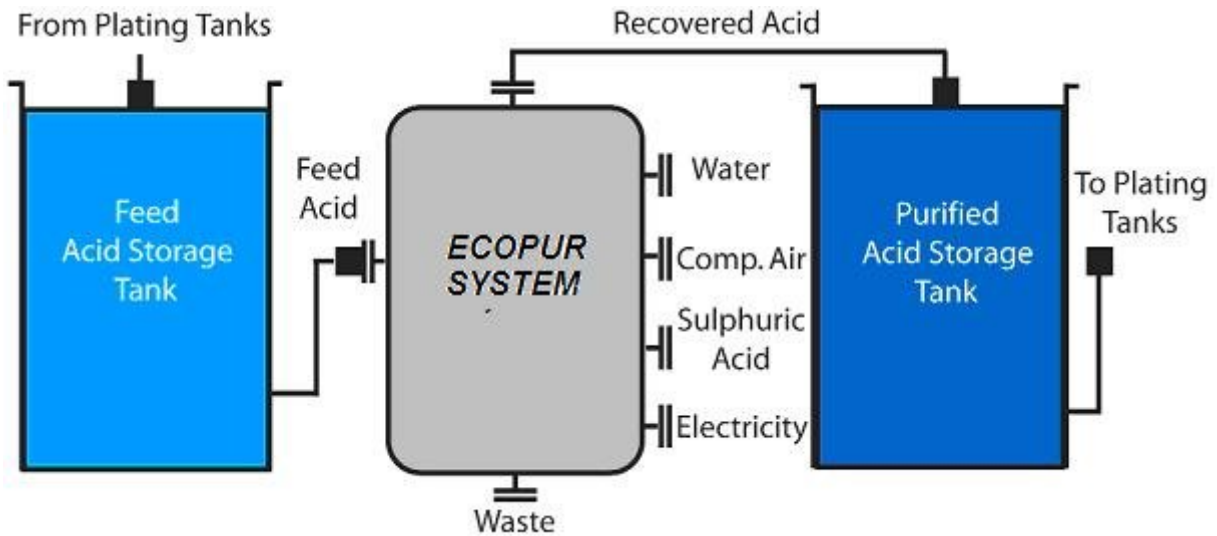 From Plating Tanks
Recovered Acid
Feed
Acid
Water
To Plating
Tanks
Feed
Acid Storage
Tank
ECOPUR
SYSTEM
Comp. Air
Purified
Acid Storage
Tank
Sulphuric
Acid
Electricity
Waste